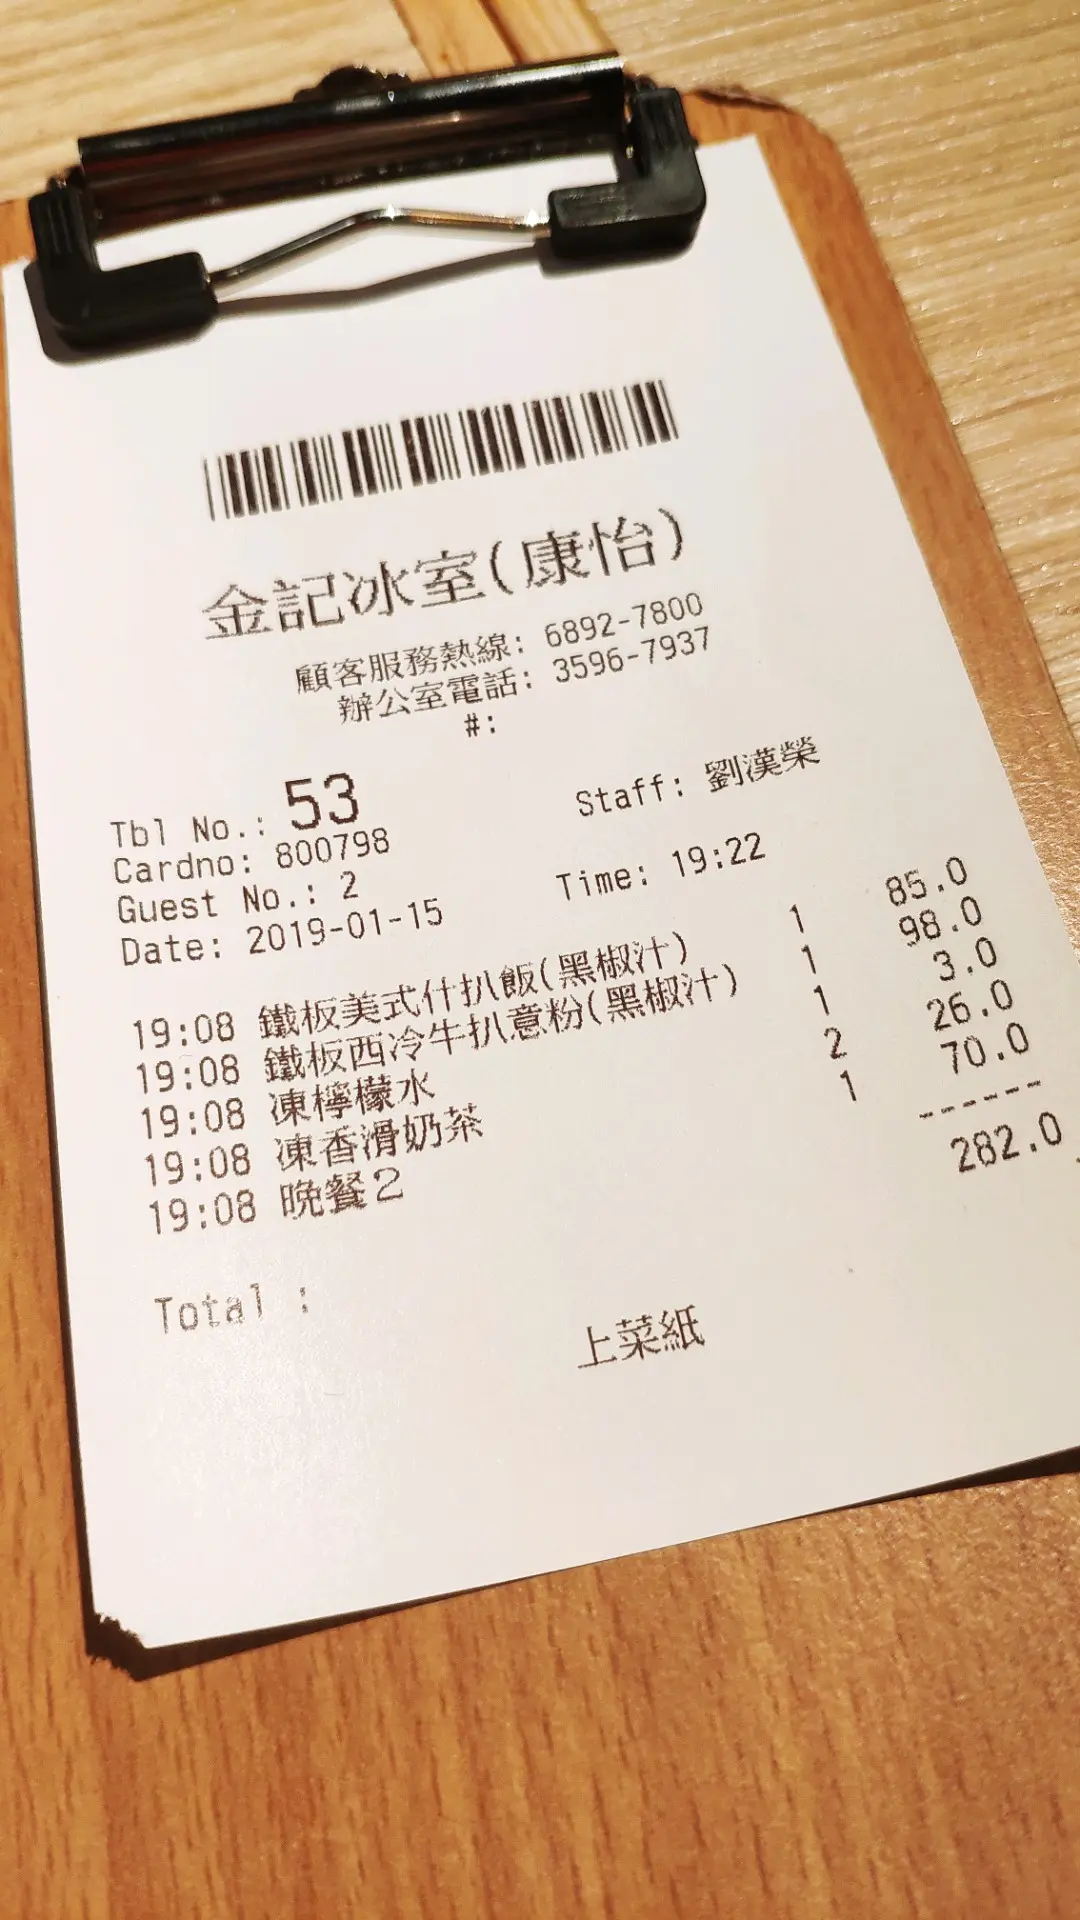 金記冰室(康怡)
顧客服務熱線: 6892-7800
辦公室電話: 3596-7937
#:
Tbl No.: 53 Staff: 劉漢榮
Cardno: 800798
Guest No.: 2 Time: 19:22
Date: 2019-01-15
19:08 鐵板美式什扒飯(黑椒汁) 1 85.0
19:08 鐵板西冷牛扒意粉(黑椒汁) 1 98.0
19:08 凍檸檬水 1 3.0
19:08 凍香滑奶茶 2 26.0
19:08 晚餐2 1 70.0
------
Total : 282.0
上菜紙